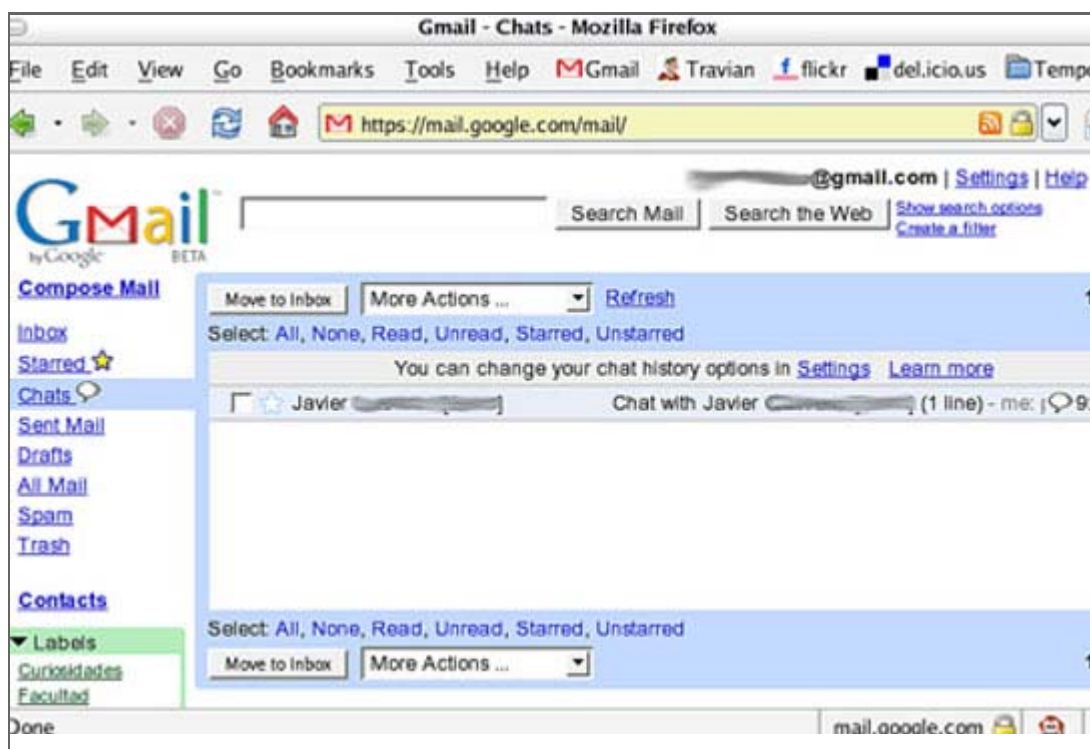 Gmail - Chats - Mozilla Firefox
File Edit View Go Bookmarks Tools Help Gmail Travian flickr del.icio.us
https://mail.google.com/mail/
@gmail.com | Settings | Help
GMail by Google BETA
Search Mail Search the Web Show search options
Create a filter
Compose Mail
Inbox
Starred
Chats
Sent Mail
Drafts
All Mail
Spam
Trash
Contacts
Labels
Curiosidades
Facultad
Move to Inbox More Actions ... Refresh
Select: All, None, Read, Unread, Starred, Unstarred
You can change your chat history options in Settings Learn more
Javier Chat with Javier (1 line) - me:
Select: All, None, Read, Unread, Starred, Unstarred
Move to Inbox More Actions ...
Done mail.google.com